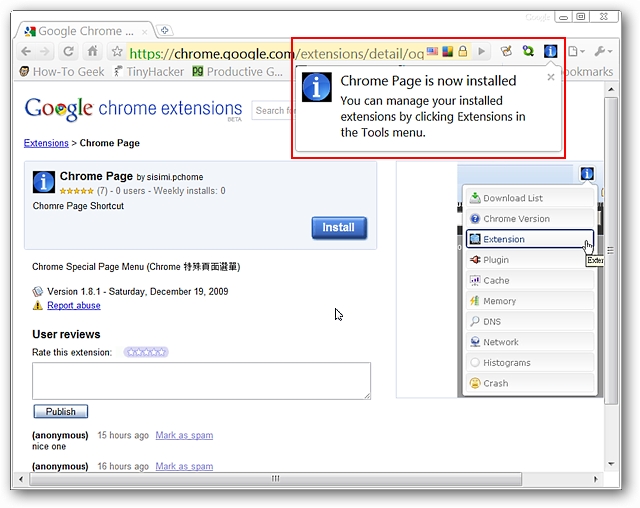 Google
Google Chrome ...
https://chrome.google.com/extensions/detail/og
How-To Geek
TinyHacker
Productive G...
bookmarks
Chrome Page is now installed
You can manage your installed
extensions by clicking Extensions in
the Tools menu.
Google chrome extensions
BETA
Search for
Extensions > Chrome Page
Chrome Page by sisimi.pchome
(7) - 0 users - Weekly installs: 0
Chomre Page Shortcut
Install
Chrome Special Page Menu (Chrome 特殊頁面選單)
Version 1.8.1 - Saturday, December 19, 2009
Report abuse
User reviews
Rate this extension:
Publish
(anonymous) 15 hours ago Mark as spam
nice one
(anonymous) 16 hours ago Mark as spam
Download List
Chrome Version
Extension
Exter
Plugin
Cache
Memory
DNS
Network
Histograms
Crash